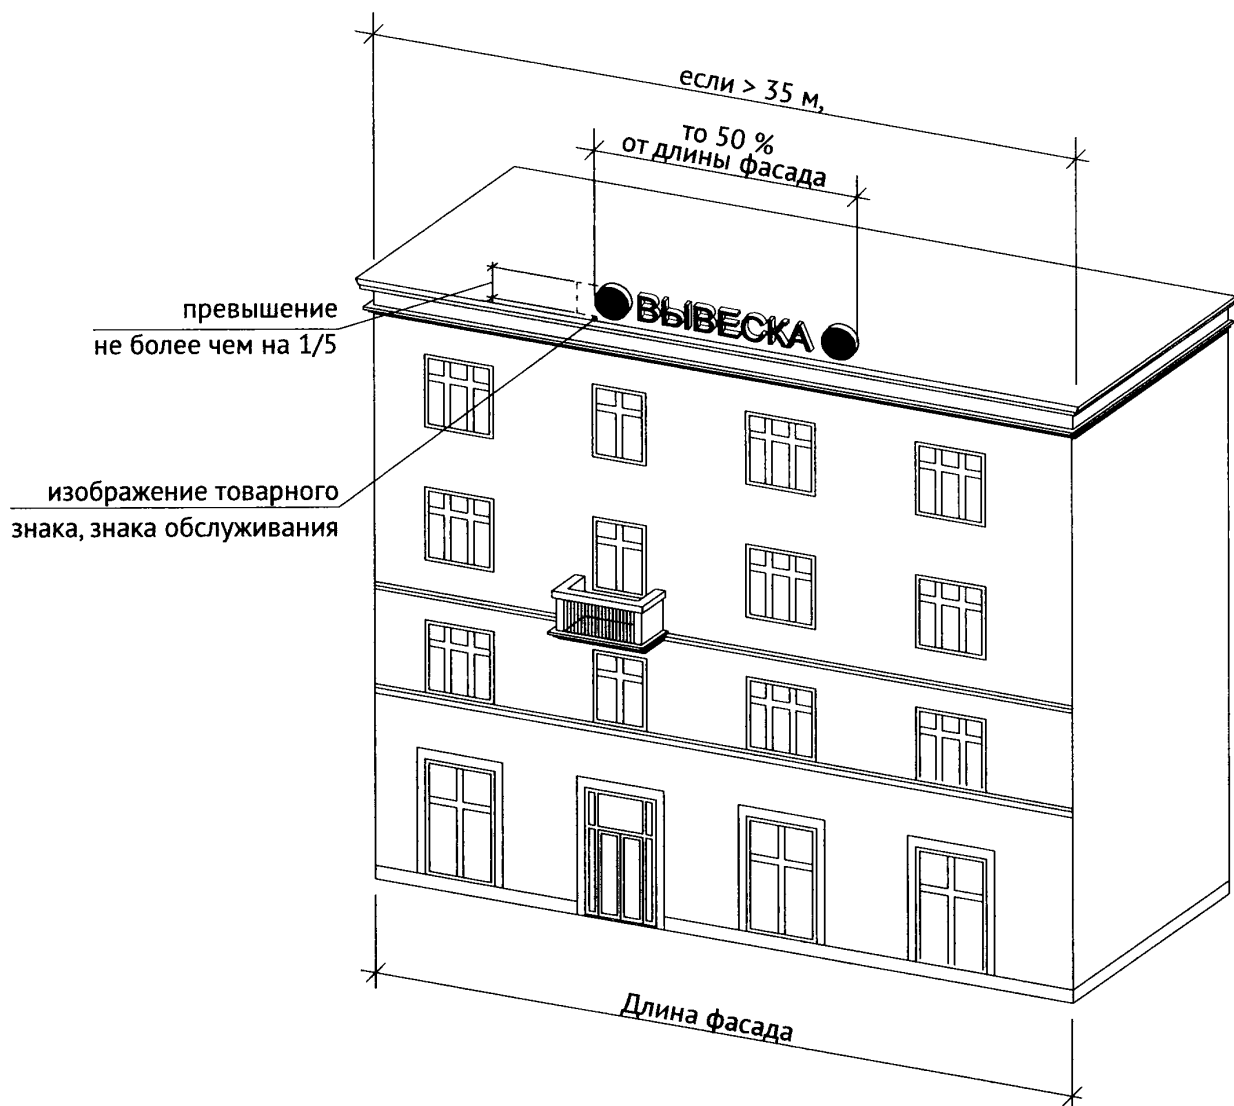 если > 35 м,
то 50 %
от длины фасада
ВЫВЕСКА
превышение
не более чем на 1/5
изображение товарного
знака, знака обслуживания
Длина фасада